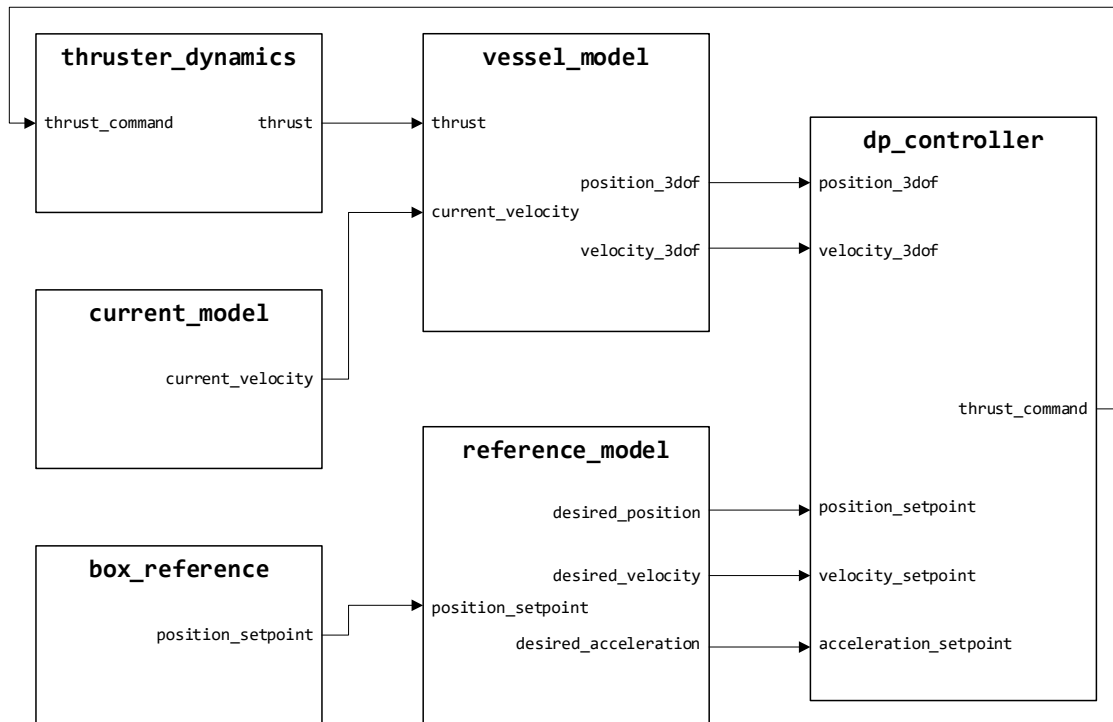 thruster_dynamics
thrust_command
thrust
vessel_model
thrust
position_3dof
current_velocity
velocity_3dof
dp_controller
position_3dof
velocity_3dof
thrust_command
position_setpoint
velocity_setpoint
acceleration_setpoint
current_model
current_velocity
reference_model
desired_position
desired_velocity
position_setpoint
desired_acceleration
box_reference
position_setpoint